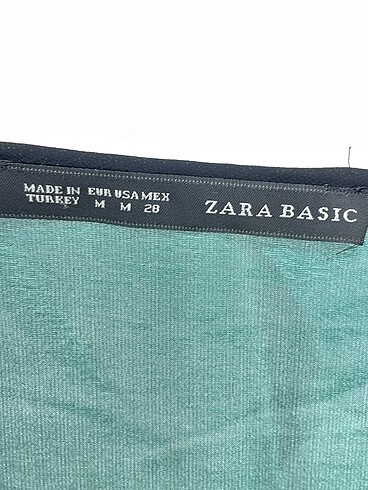 MADE IN EUR USA MEX
TURKEY M M 28
ZARA BASIC